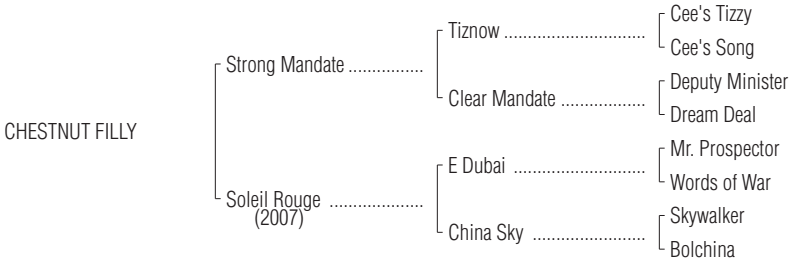 CHESTNUT FILLY
Strong Mandate ................
Soleil Rouge ....................
(2007)
Tiznow ..............................
Clear Mandate ..................
E Dubai ............................
China Sky ........................
Cee's Tizzy
Cee's Song
Deputy Minister
Dream Deal
Mr. Prospector
Words of War
Skywalker
Bolchina